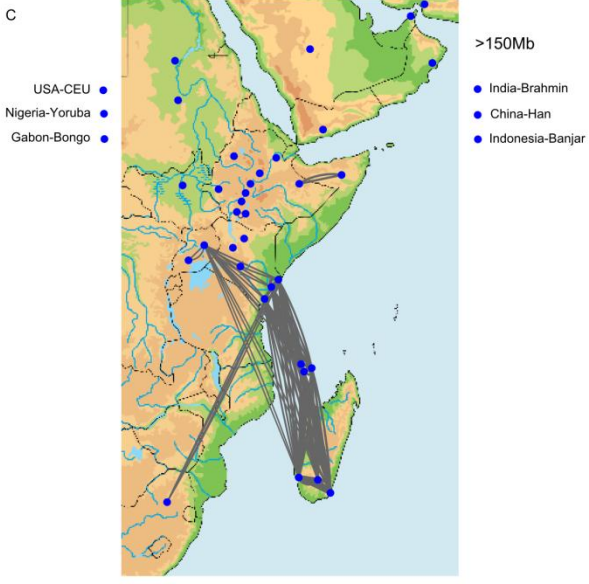 C
>150Mb
USA-CEU
Nigeria-Yoruba
Gabon-Bongo
India-Brahmin
China-Han
Indonesia-Banjar